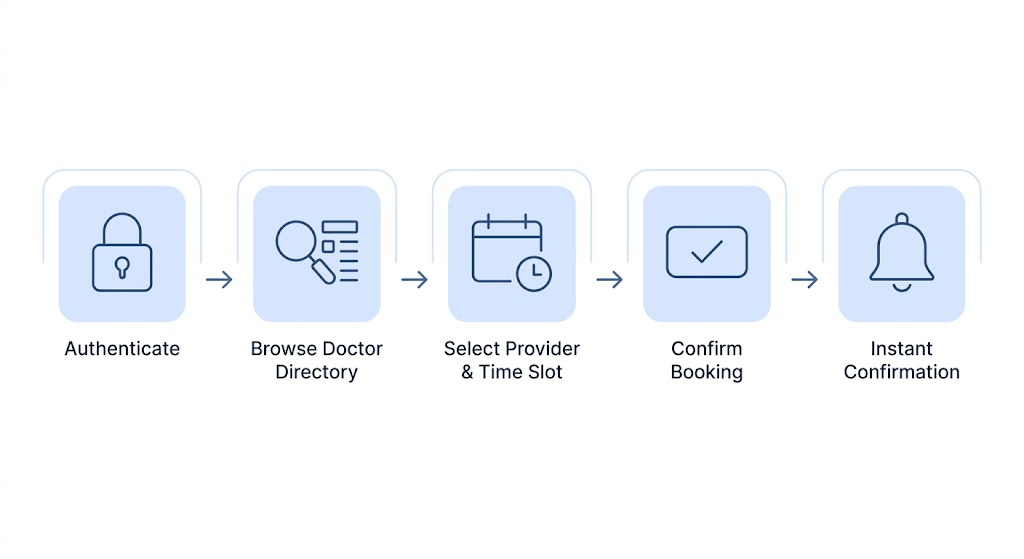 Authenticate
Browse Doctor
Directory
Select Provider
& Time Slot
Confirm
Booking
Instant
Confirmation